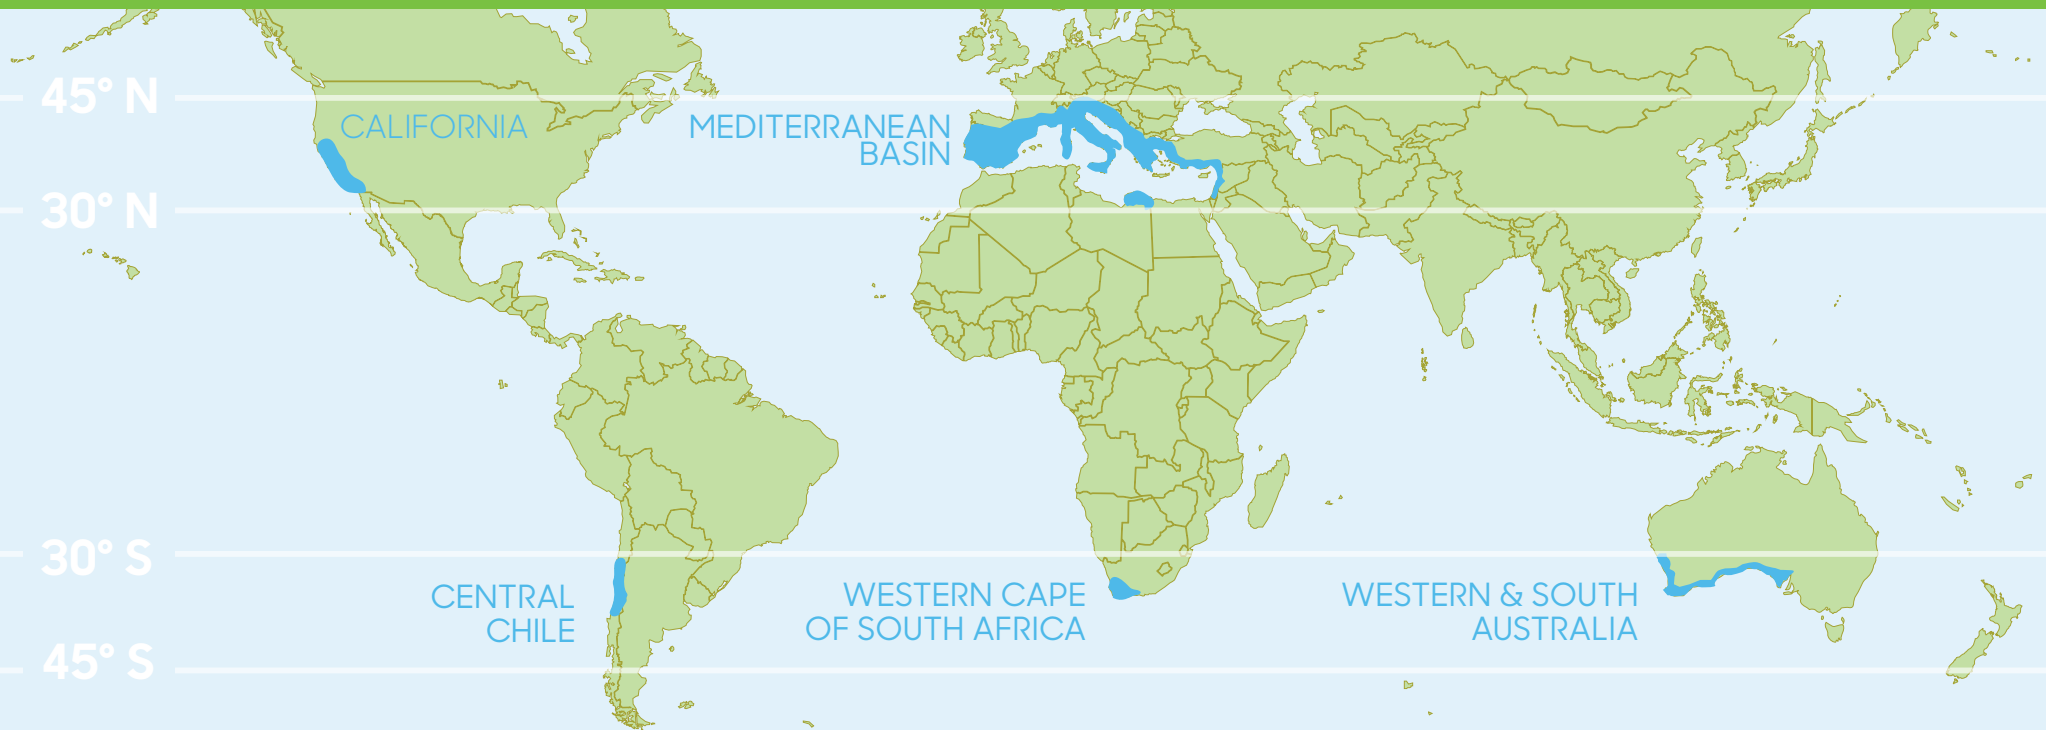 45° N
CALIFORNIA
MEDITERRANEAN
BASIN
30° N
30° S
CENTRAL
CHILE
WESTERN CAPE
OF SOUTH AFRICA
WESTERN & SOUTH
AUSTRALIA
45° S